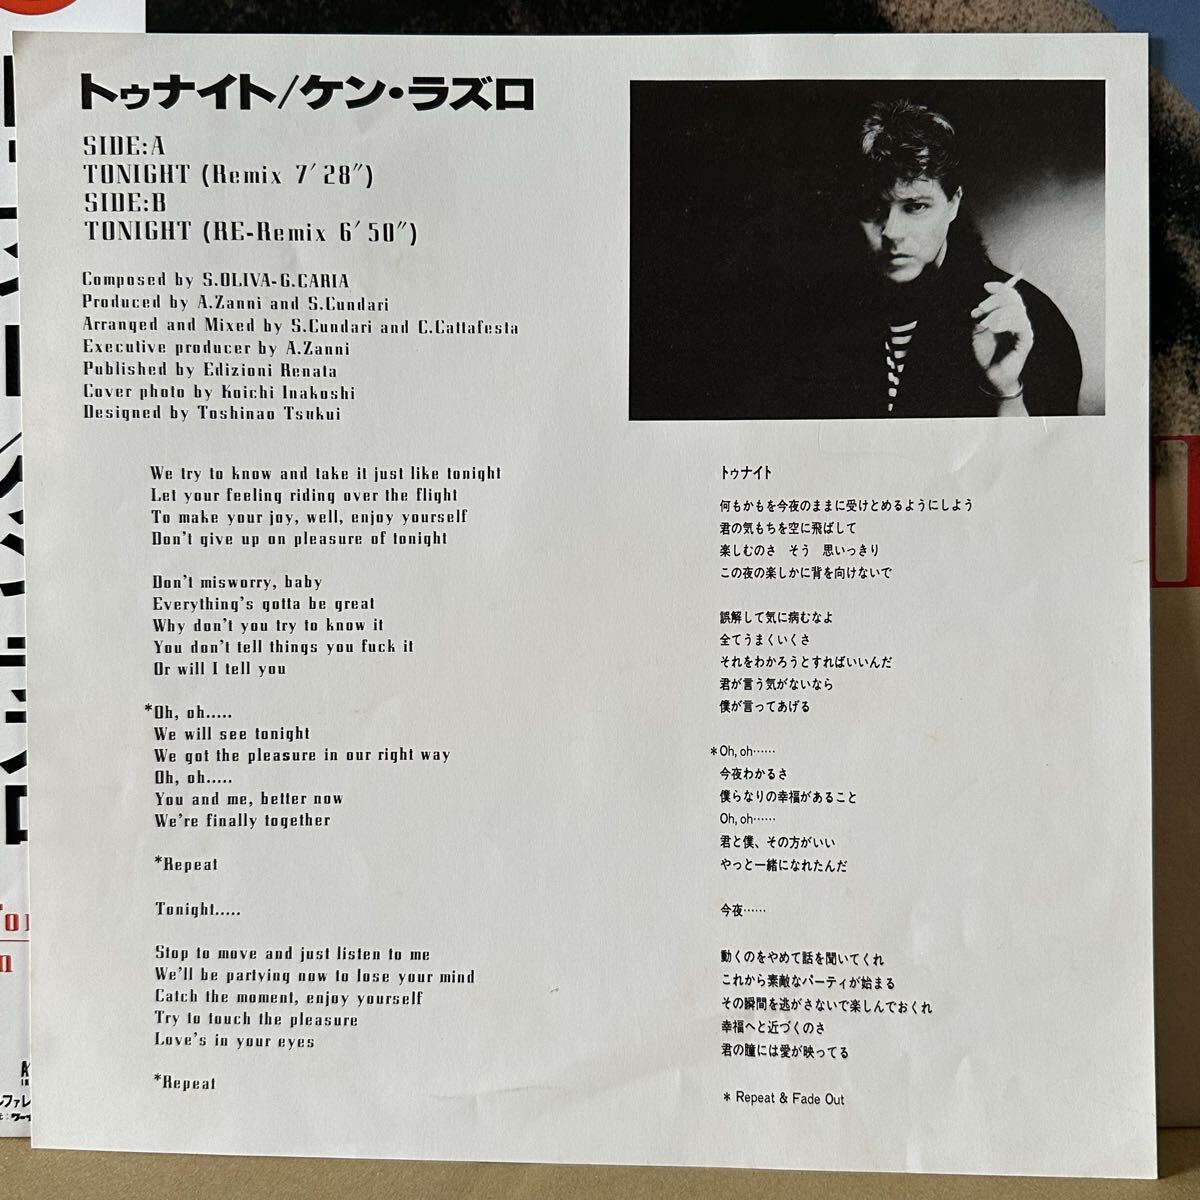 トゥナイト/ケン・ラズロ
SIDE:A
TONIGHT (Remix 7′28″)
SIDE:B
TONIGHT (RE-Remix 6′50″)
Composed by S.OLIVA-G.CARIA
Produced by A.Zanni and S.Cundari
Arranged and Mixed by S.Cundari and C.Cattafesta
Executive producer by A.Zanni
Published by Edizioni Renata
Cover photo by Koichi Inakoshi
Designed by Toshinao Tsukui
We try to know and take it just like tonight
Let your feeling riding over the flight
To make your joy, well, enjoy yourself
Don't give up on pleasure of tonight
Don't misworry, baby
Everything's gotta be great
Why don't you try to know it
You don't tell things you fuck it
Or will I tell you
*Oh, oh.....
We will see tonight
We got the pleasure in our right way
Oh, oh.....
You and me, better now
We're finally together
*Repeat
Tonight.....
Stop to move and just listen to me
We'll be partying now to lose your mind
Catch the moment, enjoy yourself
Try to touch the pleasure
Love's in your eyes
*Repeat
トゥナイト
何もかもを今夜のままに受けとめるようにしよう
君の気もちを空に飛ばして
楽しむのさ そう 思いっきり
この夜の楽しかに背を向けないで
誤解して気に病むなよ
全てうまくいくさ
それをわかろうとすればいいんだ
君が言う気がないなら
僕が言ってあげる
*Oh, oh……
今夜わかるさ
僕らなりの幸福があること
Oh, oh……
君と僕、その方がいい
やっと一緒になれたんだ
今夜……
動くのをやめて話を聞いてくれ
これから素敵なパーティが始まる
その瞬間を逃がさないで楽しんでおくれ
幸福へと近づくのさ
君の瞳には愛が映ってる
* Repeat & Fade Out